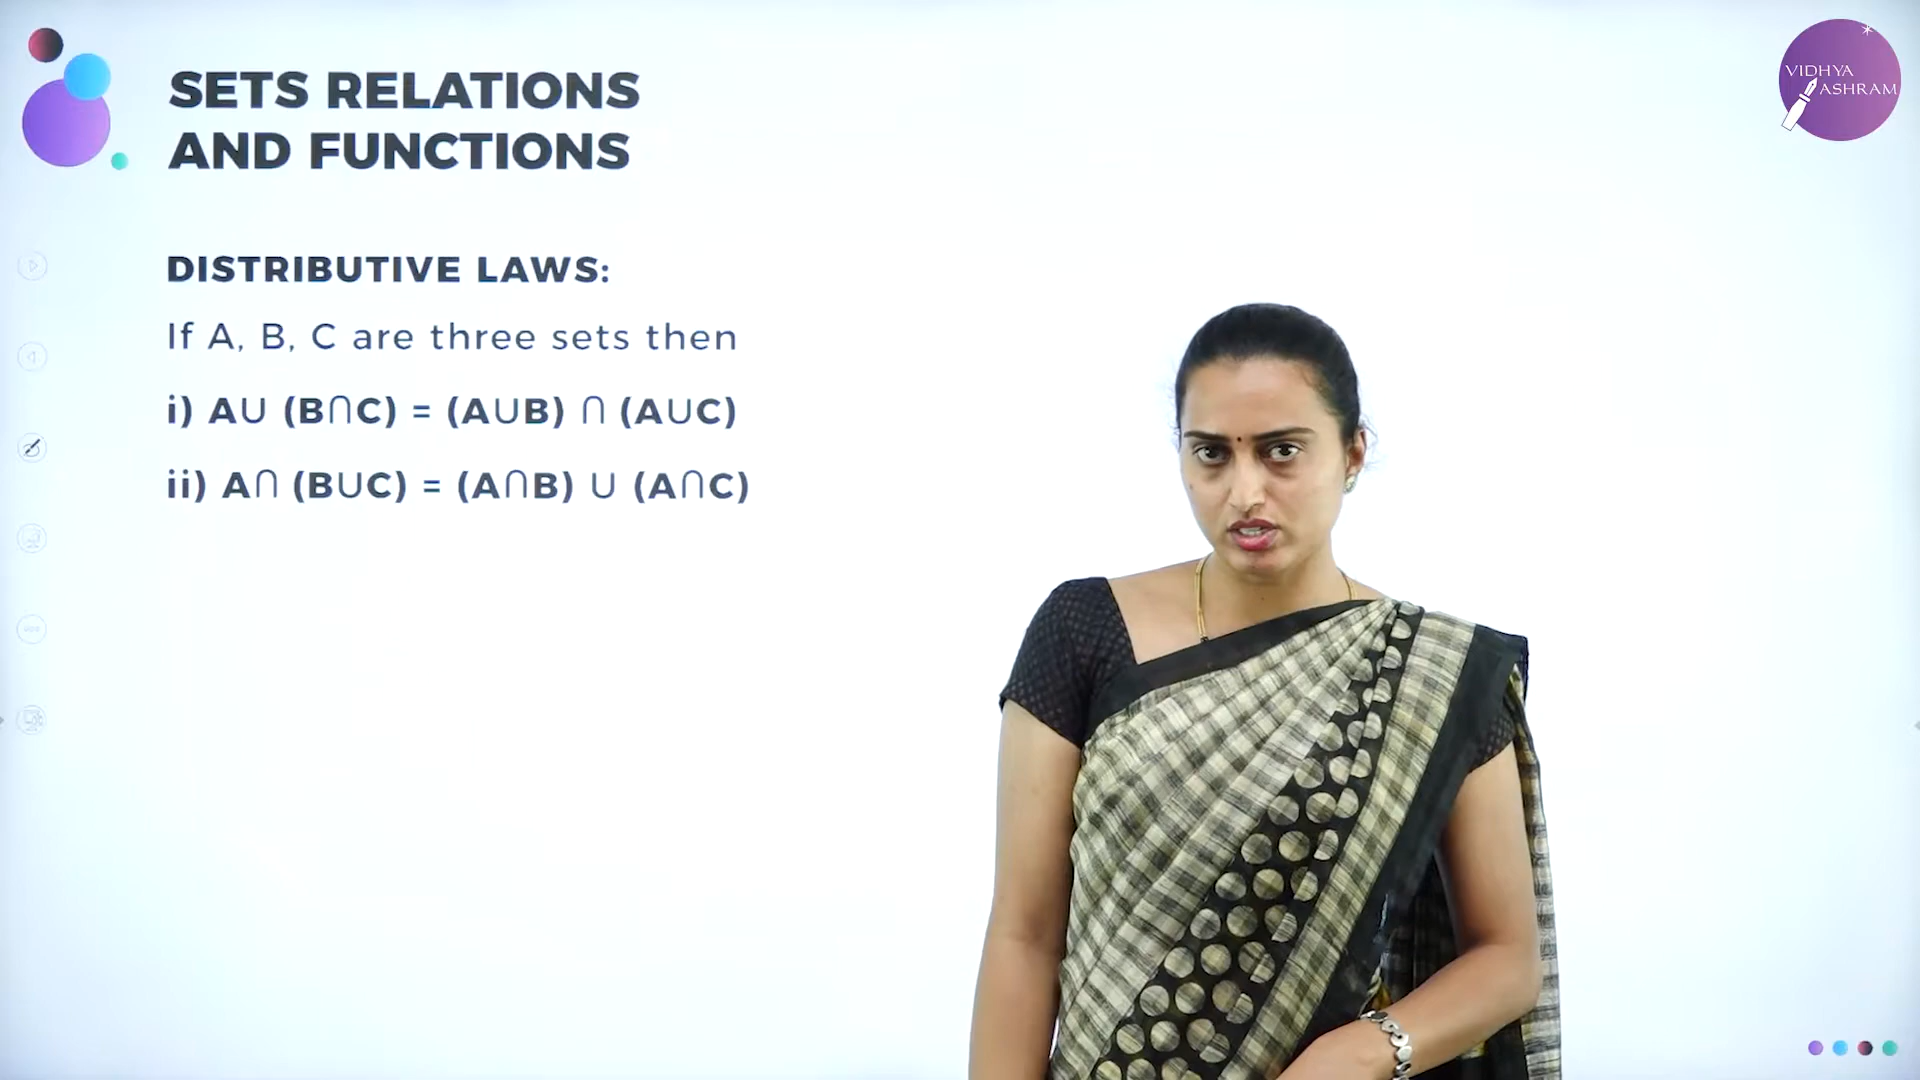 SETS RELATIONS
AND FUNCTIONS
VIDHYA
ASHRAM
DISTRIBUTIVE LAWS:
If A, B, C are three sets then
i) A∪ (B∩C) = (A∪B) ∩ (A∪C)
ii) A∩ (B∪C) = (A∩B) ∪ (A∩C)